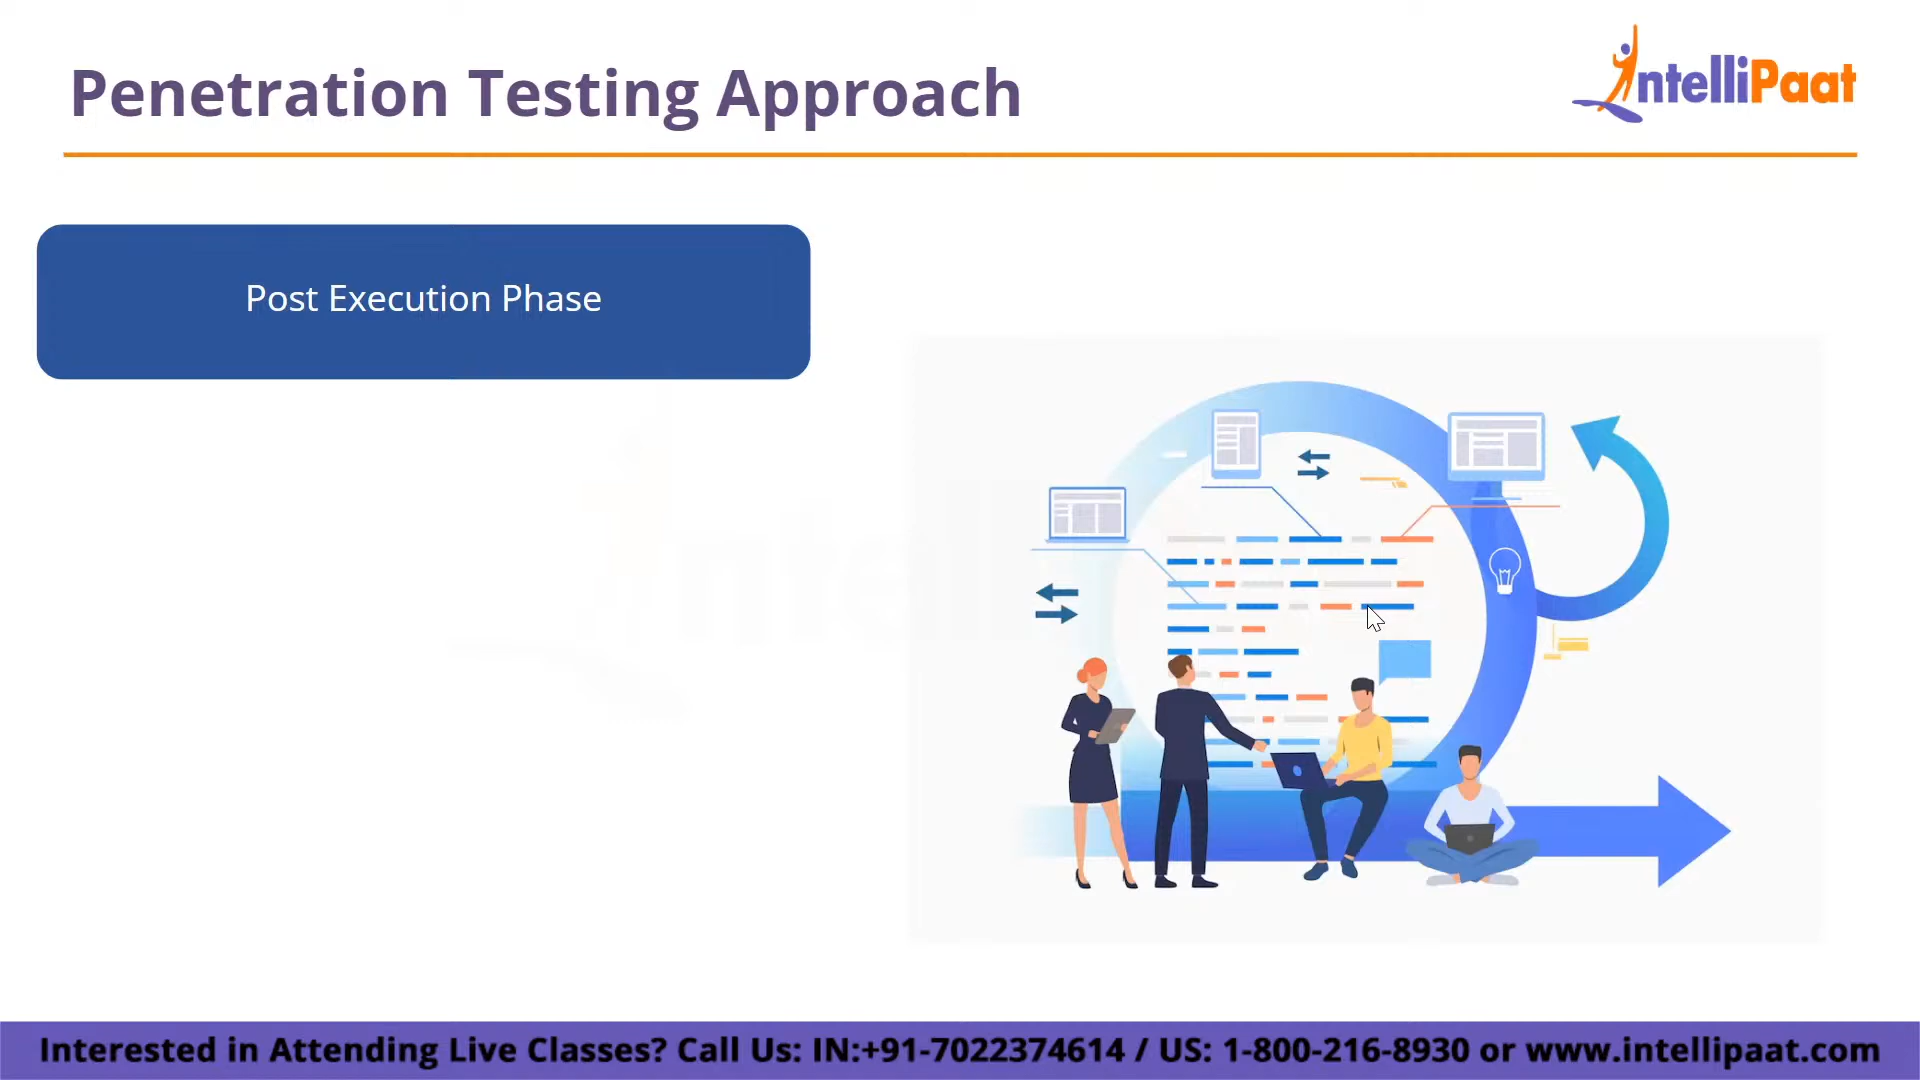 Penetration Testing Approach
IntelliPaat
Post Execution Phase
Interested in Attending Live Classes? Call Us: IN:+91-7022374614 / US: 1-800-216-8930 or www.intellipaat.com